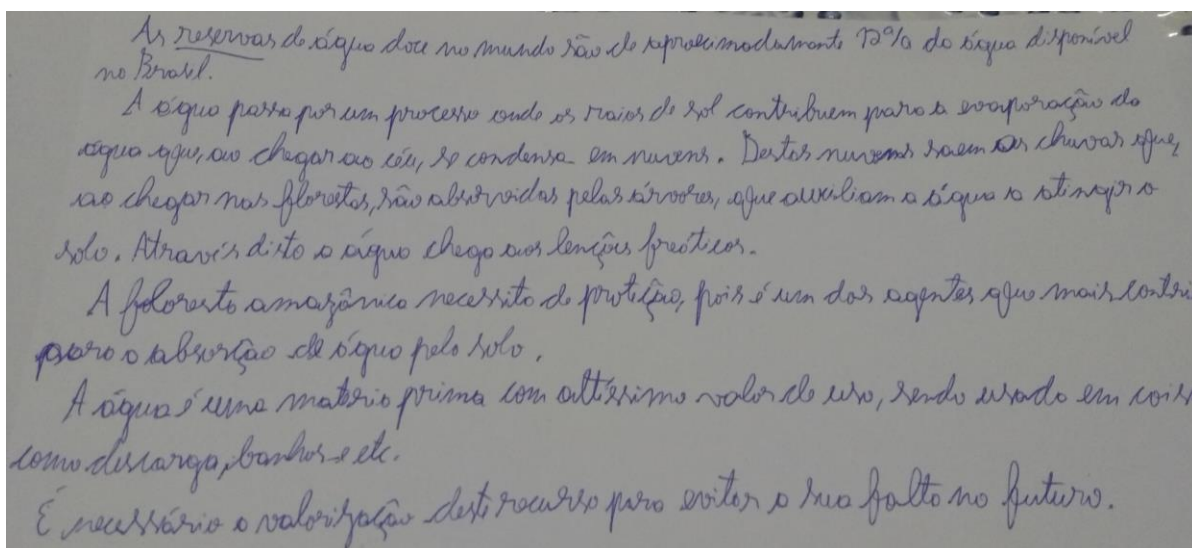 As reservas de água doce no mundo são de aproximadamente 12% da água disponível
no Brasil.
A água passa por um processo onde os raios de sol contribuem para a evaporação da
água que, ao chegar ao céu, se condensa em nuvens. Destas nuvens saem as chuvas que,
ao chegar nas florestas, são absorvidas pelas árvores, que auxiliam a água a atingir o
solo. Através disto a água chega aos lenções freáticos.
A floresta amazônica necessita de proteção, pois é um dos agentes que mais contri
para a absorção de água pelo solo.
A água é uma matéria prima com altíssimo valor de uso, sendo usada em cois
como descarga, banhos e etc.
É necessário a valorização deste recurso para evitar a sua falta no futuro.